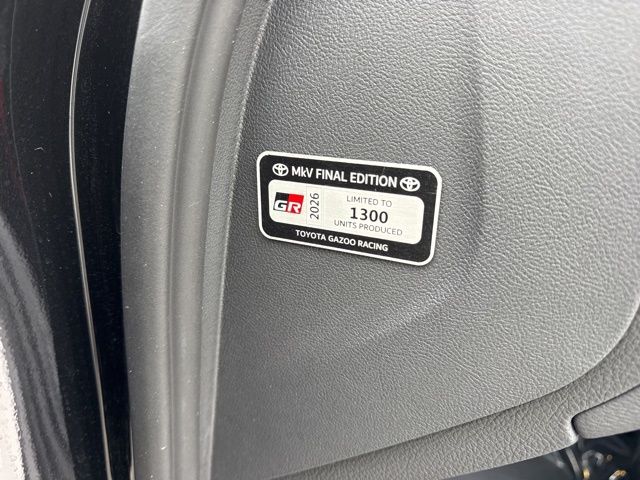 MkV FINAL EDITION
GR
2026
LIMITED TO
1300
UNITS PRODUCED
TOYOTA GAZOO RACING